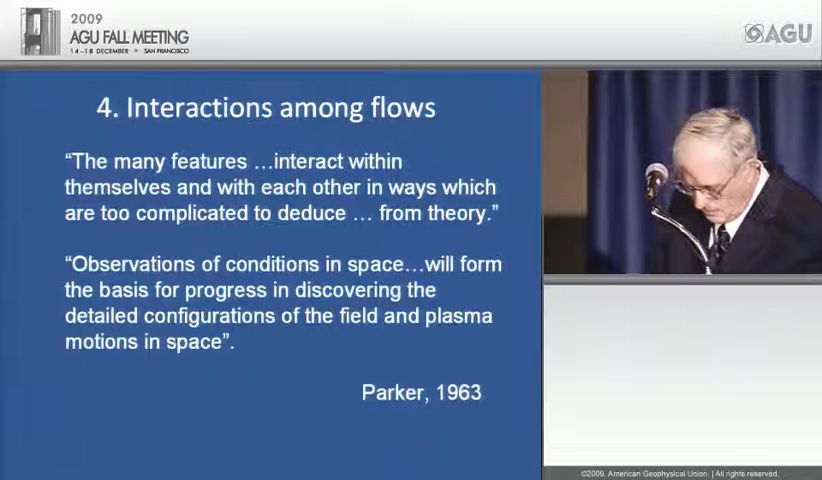 2009
AGU FALL MEETING
14-18 DECEMBER • SAN FRANCISCO
AGU
4. Interactions among flows
“The many features …interact within
themselves and with each other in ways which
are too complicated to deduce … from theory.”
“Observations of conditions in space…will form
the basis for progress in discovering the
detailed configurations of the field and plasma
motions in space”.
Parker, 1963
©2009. American Geophysical Union. | All rights reserved.